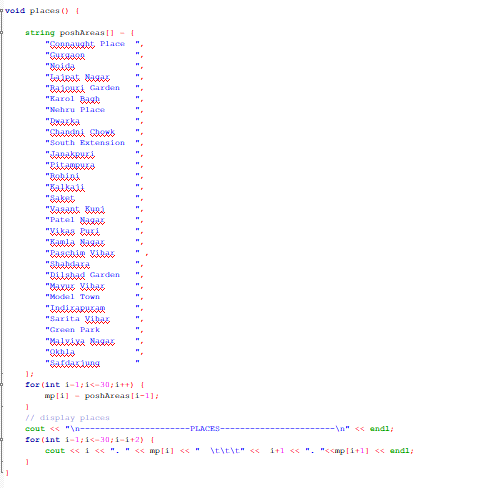 void places() {
string poshAreas[] = {
"Connaught Place  ",
"Gurgaon          ",
"Noida            ",
"Lajpat Nagar     ",
"Rajouri Garden   ",
"Karol Bagh       ",
"Nehru Place      ",
"Dwarka           ",
"Chandni Chowk    ",
"South Extension  ",
"Janakpuri        ",
"Pitampura        ",
"Rohini           ",
"Kalkaji          ",
"Saket            ",
"Vasant Kunj      ",
"Patel Nagar      ",
"Vikas Puri       ",
"Kamla Nagar      ",
"Paschim Vihar    " ,
"Shahdara         ",
"Dilshad Garden   ",
"Mayur Vihar      ",
"Model Town       ",
"Indirapuram      ",
"Sarita Vihar     ",
"Green Park       ",
"Malviya Nagar    ",
"Okhla            ",
"Safdarjung       "
};
for(int i=1;i<=30;i++) {
mp[i] = poshAreas[i-1];
}
// display places
cout << "\n----------------------PLACES-----------------------\n" << endl;
for(int i=1;i<=30;i=i+2) {
cout << i << ". " << mp[i] << "  \t\t\t" <<  i+1 << ". "<<mp[i+1] << endl;
}
}